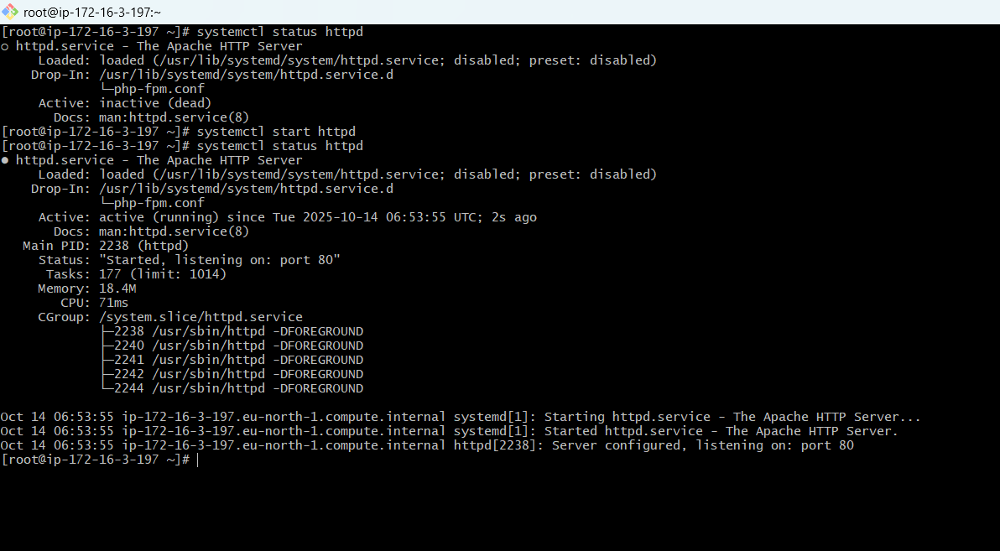 root@ip-172-16-3-197:~
[root@ip-172-16-3-197 ~]# systemctl status httpd
○ httpd.service - The Apache HTTP Server
     Loaded: loaded (/usr/lib/systemd/system/httpd.service; disabled; preset: disabled)
    Drop-In: /usr/lib/systemd/system/httpd.service.d
             └─php-fpm.conf
     Active: inactive (dead)
       Docs: man:httpd.service(8)
[root@ip-172-16-3-197 ~]# systemctl start httpd
[root@ip-172-16-3-197 ~]# systemctl status httpd
● httpd.service - The Apache HTTP Server
     Loaded: loaded (/usr/lib/systemd/system/httpd.service; disabled; preset: disabled)
    Drop-In: /usr/lib/systemd/system/httpd.service.d
             └─php-fpm.conf
     Active: active (running) since Tue 2025-10-14 06:53:55 UTC; 2s ago
       Docs: man:httpd.service(8)
   Main PID: 2238 (httpd)
     Status: "Started, listening on: port 80"
      Tasks: 177 (limit: 1014)
     Memory: 18.4M
        CPU: 71ms
     CGroup: /system.slice/httpd.service
             ├─2238 /usr/sbin/httpd -DFOREGROUND
             ├─2240 /usr/sbin/httpd -DFOREGROUND
             ├─2241 /usr/sbin/httpd -DFOREGROUND
             ├─2242 /usr/sbin/httpd -DFOREGROUND
             └─2244 /usr/sbin/httpd -DFOREGROUND

Oct 14 06:53:55 ip-172-16-3-197.eu-north-1.compute.internal systemd[1]: Starting httpd.service - The Apache HTTP Server...
Oct 14 06:53:55 ip-172-16-3-197.eu-north-1.compute.internal systemd[1]: Started httpd.service - The Apache HTTP Server.
Oct 14 06:53:55 ip-172-16-3-197.eu-north-1.compute.internal httpd[2238]: Server configured, listening on: port 80
[root@ip-172-16-3-197 ~]#